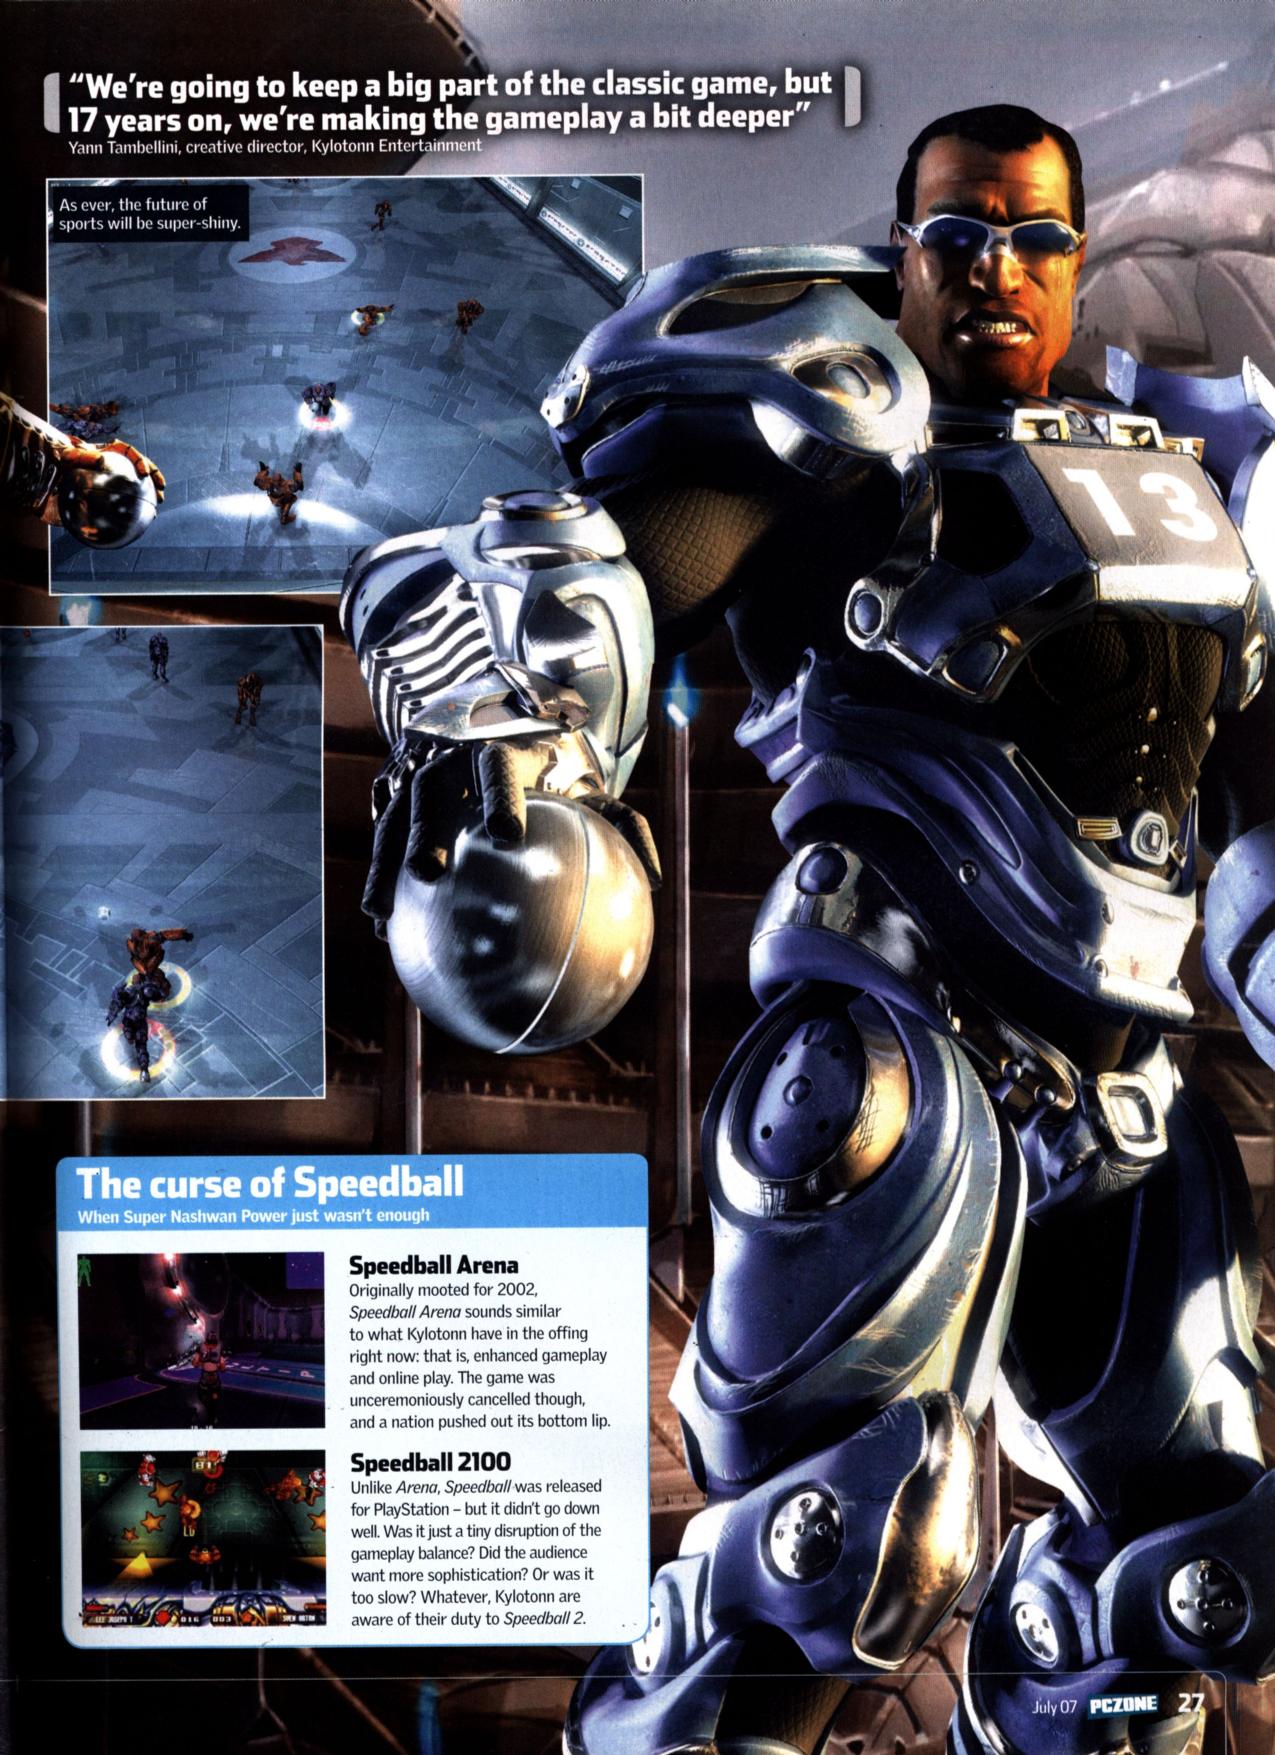 “We’re going to keep a big part of the classic game, but
17 years on, we’re making the gameplay a bit deeper”
Yann Tambellini, creative director, Kylotonn Entertainment
As ever, the future of
sports will be super-shiny.
13
The curse of Speedball
When Super Nashwan Power just wasn’t enough
Speedball Arena
Originally mooted for 2002,
Speedball Arena sounds similar
to what Kylotonn have in the offing
right now: that is, enhanced gameplay
and online play. The game was
unceremoniously cancelled though,
and a nation pushed out its bottom lip.
Speedball 2100
Unlike Arena, Speedball was released
for PlayStation – but it didn’t go down
well. Was it just a tiny disruption of the
gameplay balance? Did the audience
want more sophistication? Or was it
too slow? Whatever, Kylotonn are
aware of their duty to Speedball 2.
July 07 PCZONE 27